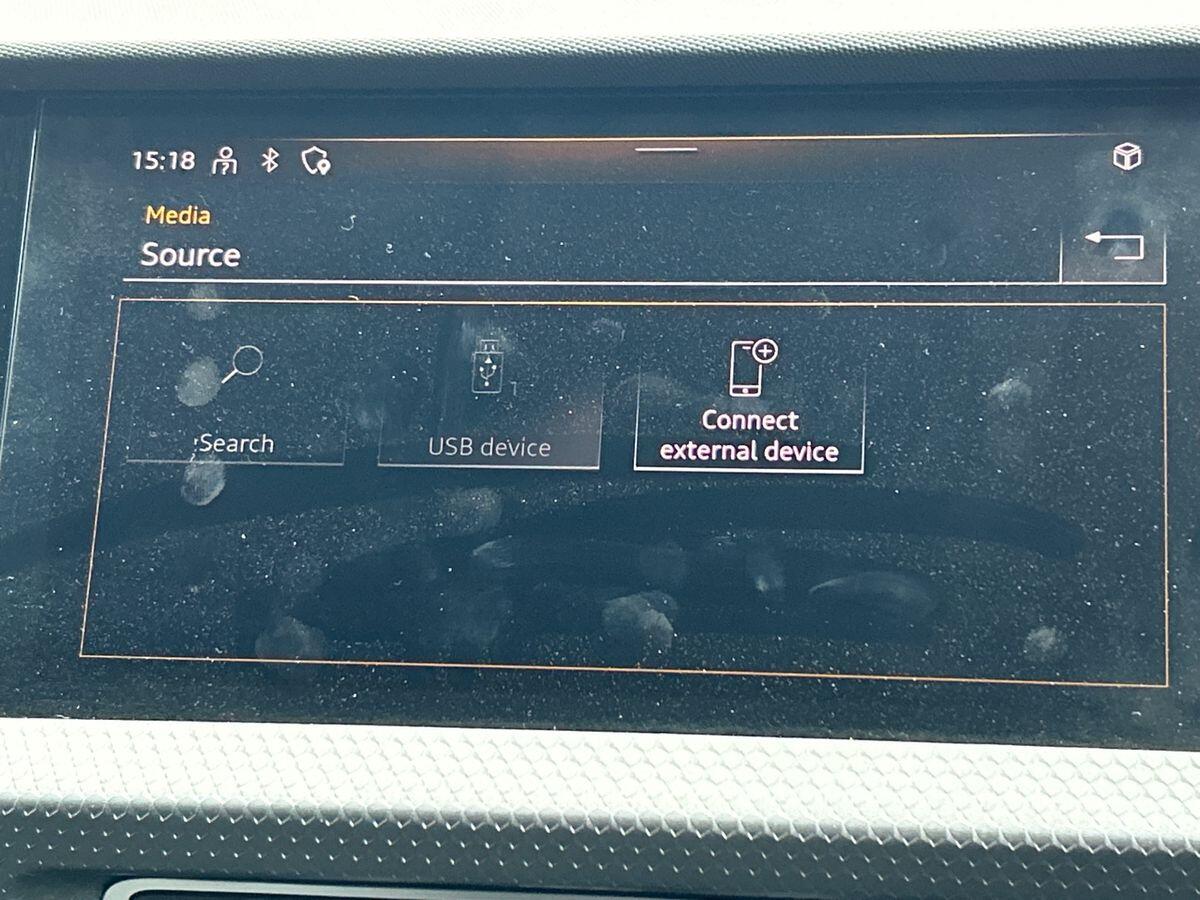 15:18
Media
Source
1
Search
USB device
Connect
external device